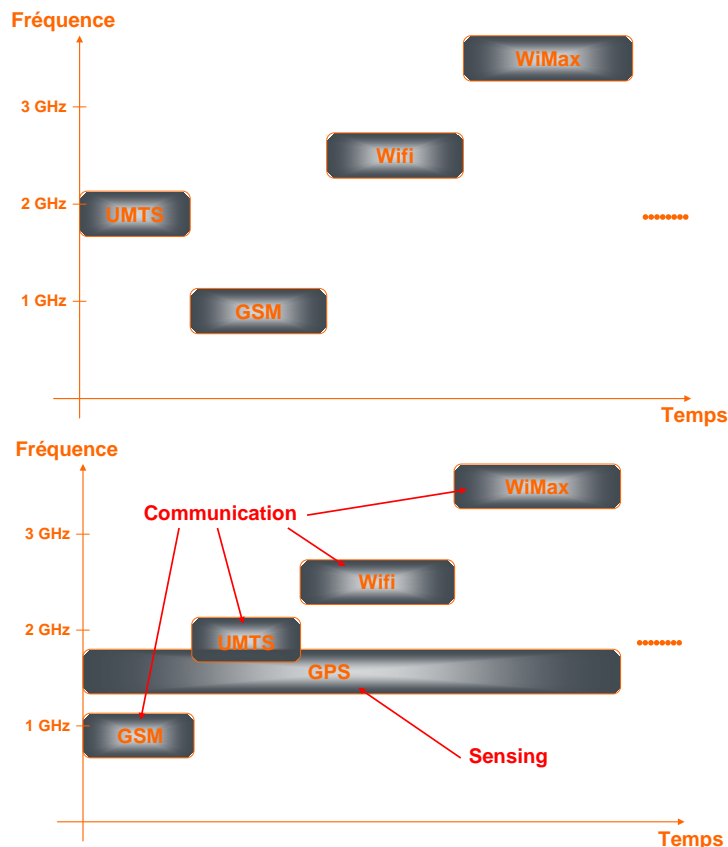 Fréquence
WiMax
3 GHz
Wifi
2 GHz
UMTS
1 GHz
GSM
Temps
Fréquence
WiMax
Communication
3 GHz
Wifi
2 GHz
UMTS
GPS
1 GHz
GSM
Sensing
Temps